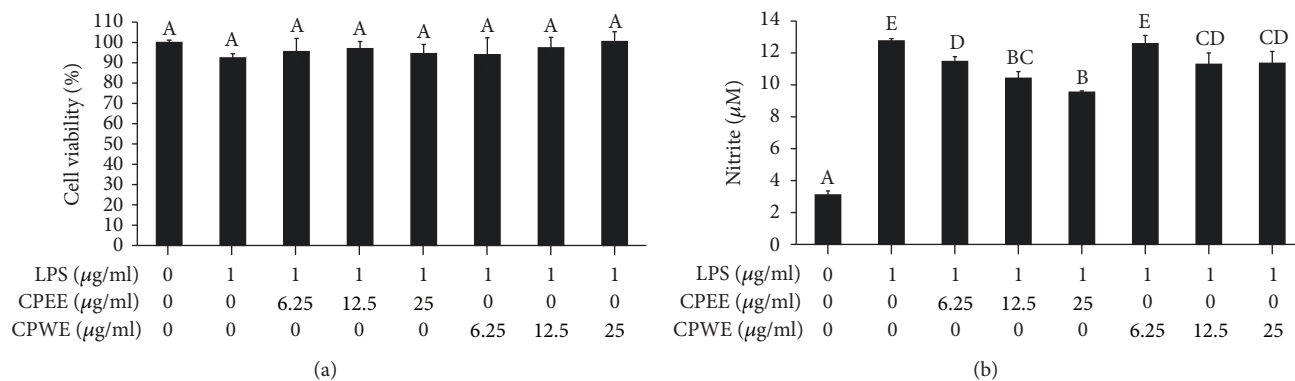 A A A A A A A A
110
100
90
80
70
60
50
40
30
20
10
0
Cell viability (%)
LPS (μg/ml) 0 1 1 1 1 1 1 1
CPEE (μg/ml) 0 0 6.25 12.5 25 0 0 0
CPWE (μg/ml) 0 0 0 0 0 6.25 12.5 25
(a)
A E D BC B E CD CD
14
12
10
8
6
4
2
0
Nitrite (μM)
LPS (μg/ml) 0 1 1 1 1 1 1 1
CPEE (μg/ml) 0 0 6.25 12.5 25 0 0 0
CPWE (μg/ml) 0 0 0 0 0 6.25 12.5 25
(b)